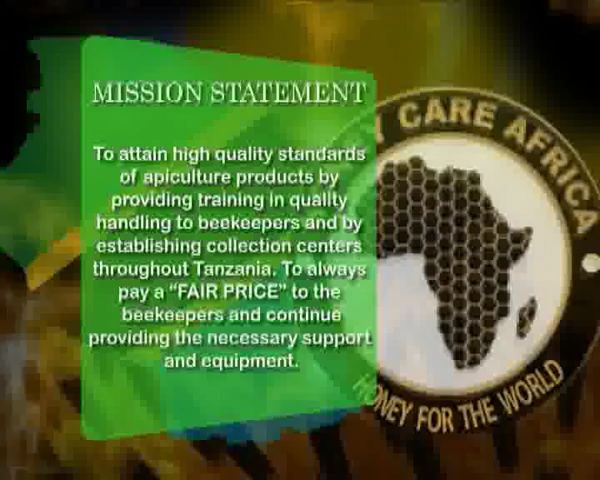 MISSION STATEMENT
To attain high quality standards
of apiculture products by
providing training in quality
handling to beekeepers and by
establishing collection centers
throughout Tanzania. To always
pay a “FAIR PRICE” to the
beekeepers and continue
providing the necessary support
and equipment.
Y CARE AFRICA
HONEY FOR THE WORLD